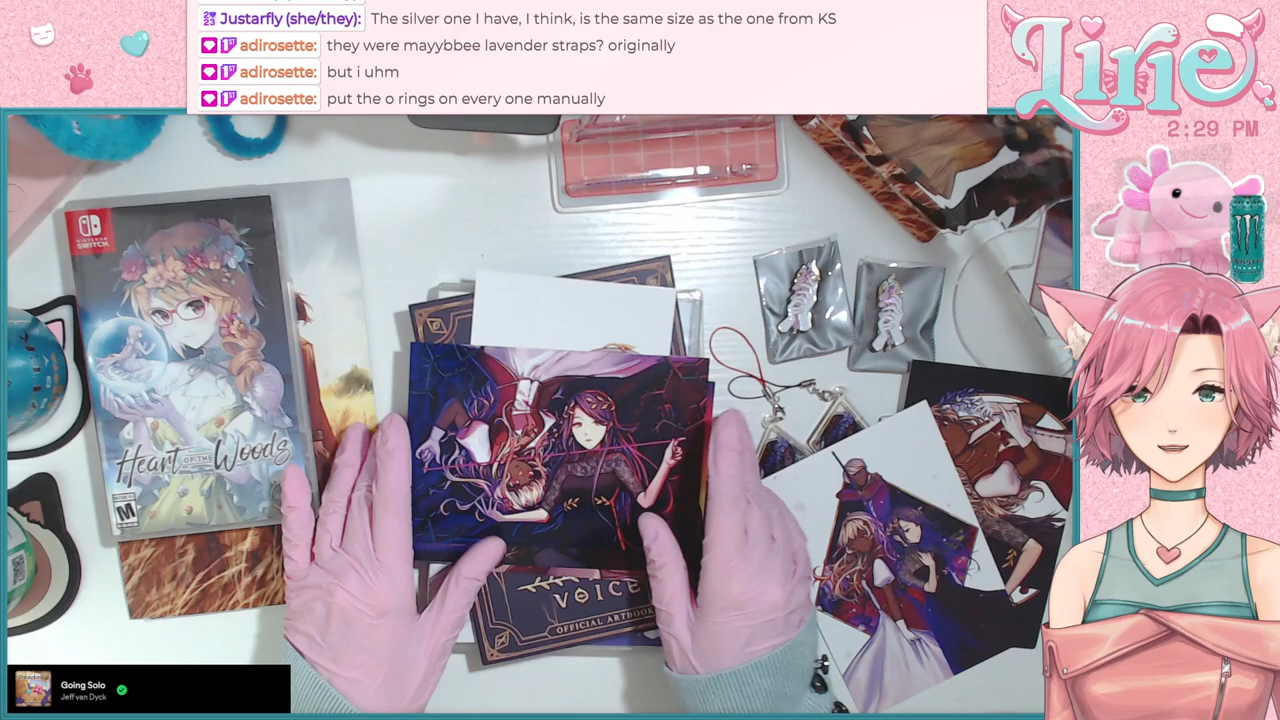 Justarfly (she/they): The silver one I have, I think, is the same size as the one from KS
adirosette: they were mayybbee lavender straps? originally
adirosette: but i uhm
adirosette: put the o rings on every one manually
Lirie
2:29 PM
NINTENDO
SWITCH
HEART OF THE WOODS
M
VOICE
OFFICIAL ARTBOOK
Going Solo
Jeff van Dyck